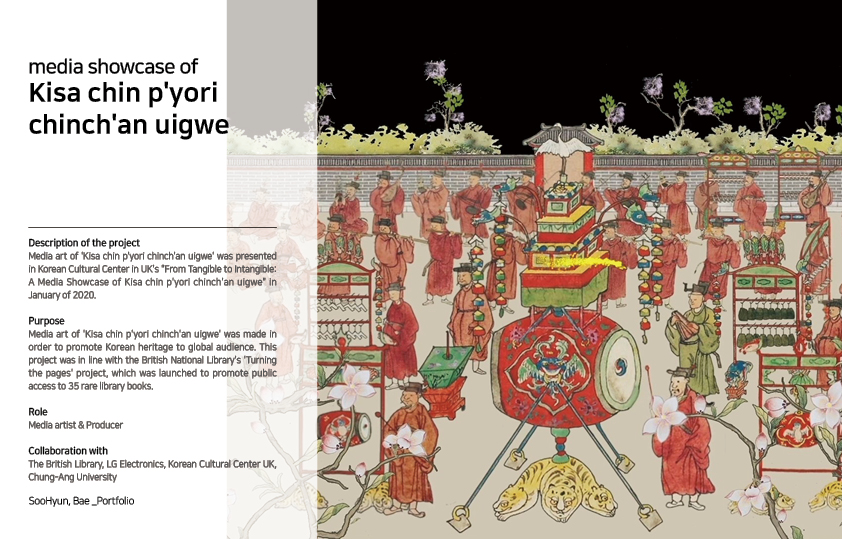 media showcase of
Kisa chin p'yori
chinch'an uigwe
Description of the project
Media art of 'Kisa chin p'yori chinch'an uigwe' was presented
in Korean Cultural Center in UK's "From Tangible to Intangible:
A Media Showcase of Kisa chin p'yori chinch'an uigwe" in
January of 2020.
Purpose
Media art of 'Kisa chin p'yori chinch'an uigwe' was made in
order to promote Korean heritage to global audience. This
project was in line with the British National Library's 'Turning
the pages' project, which was launched to promote public
access to 35 rare library books.
Role
Media artist & Producer
Collaboration with
The British Library, LG Electronics, Korean Cultural Center UK,
Chung-Ang University
SooHyun, Bae _Portfolio